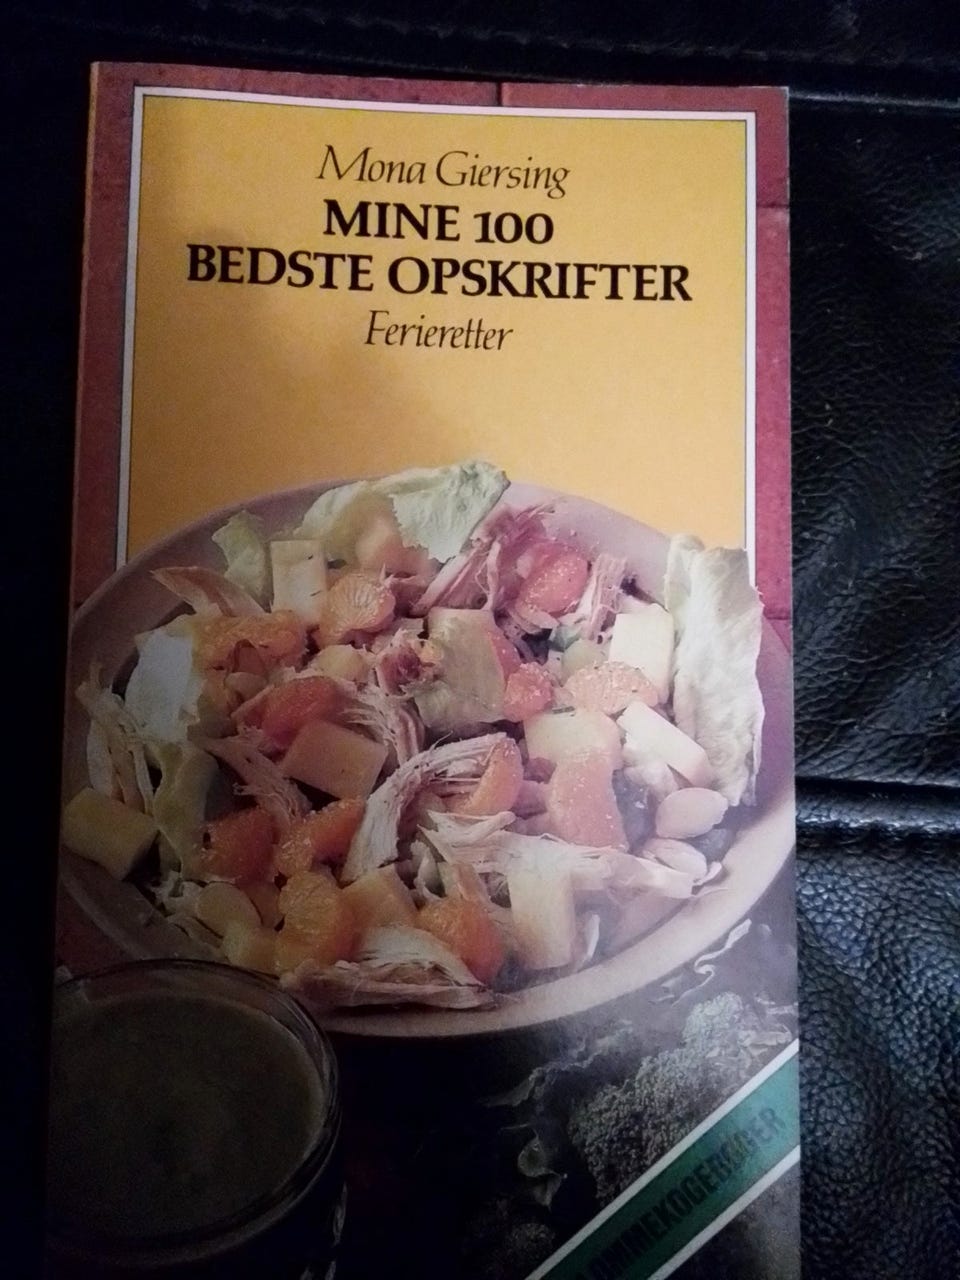 Mona Giersing
MINE 100
BEDSTE OPSKRIFTER
Ferieretter